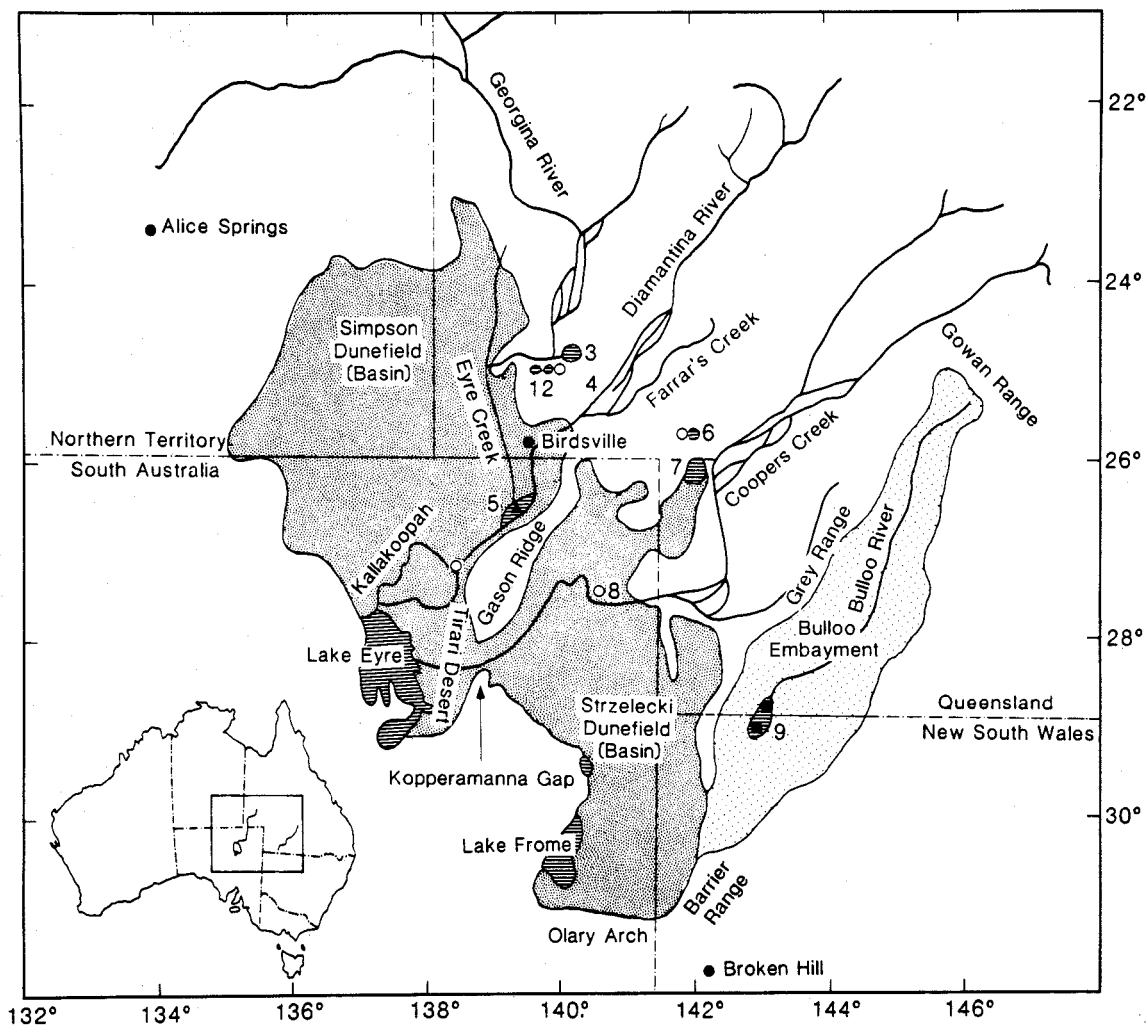 Georgina River
22°
Alice Springs
Diamantina River
24°
Simpson
Dunefield
(Basin)
3
12
4
Farrar's Creek
Gowan Range
Eyre Creek
Northern Territory
South Australia
Birdsville
6
7
26°
Coopers Creek
5
Kallakoopah
Gason Ridge
Grey Range
Bulloo River
8
Tirari Desert
Lake Eyre
Bulloo
Embayment
28°
Strzelecki
Dunefield
(Basin)
Queensland
New South Wales
9
Kopperamanna Gap
30°
Lake Frome
Barrier
Range
Olary Arch
Broken Hill
132°
134°
136°
138°
140°
142°
144°
146°